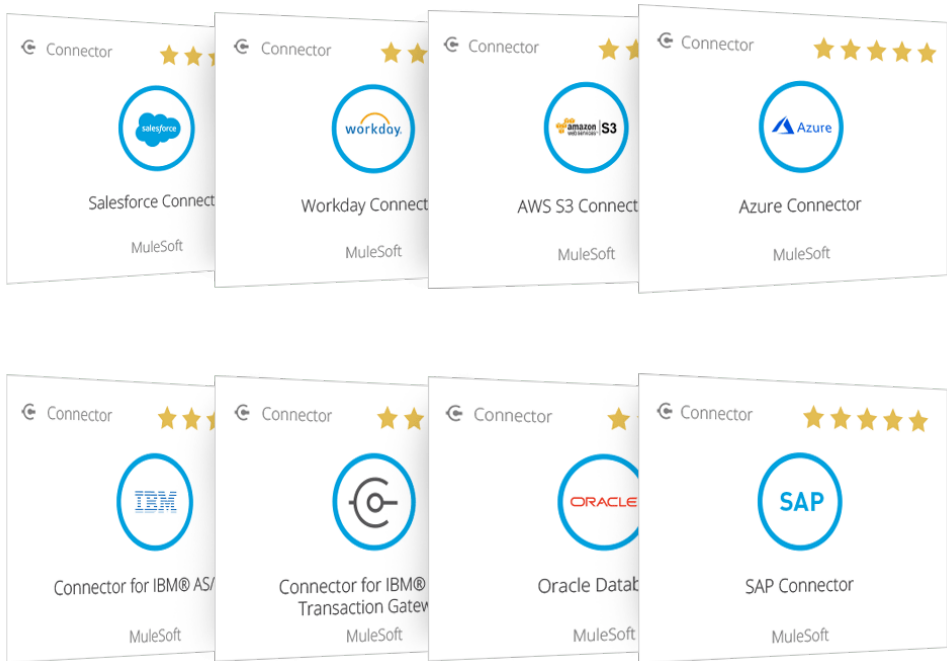 Connector
salesforce
Salesforce Connect
MuleSoft
Connector
workday.
Workday Connect
MuleSoft
Connector
amazon
web services
S3
AWS S3 Connect
MuleSoft
Connector
Azure
Azure Connector
MuleSoft
Connector
IBM
Connector for IBM® AS/
MuleSoft
Connector
Connector for IBM®
Transaction Gatew
MuleSoft
Connector
ORACLE
Oracle Datab
MuleSoft
Connector
SAP
SAP Connector
MuleSoft